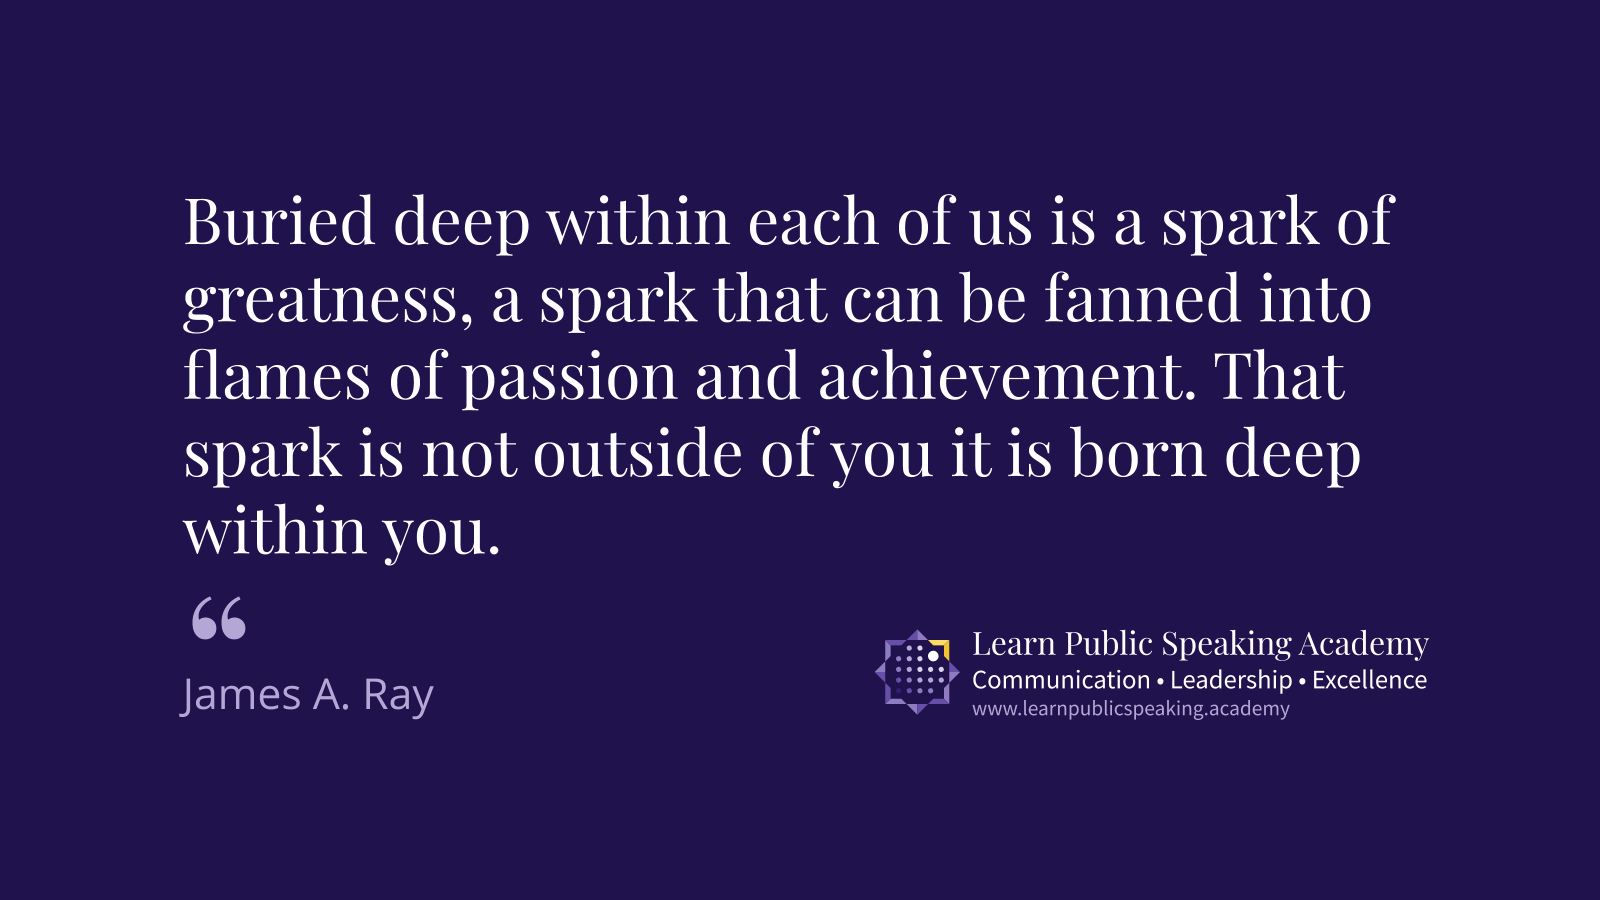 Buried deep within each of us is a spark of
greatness, a spark that can be fanned into
flames of passion and achievement. That
spark is not outside of you it is born deep
within you.
“
James A. Ray
Learn Public Speaking Academy
Communication • Leadership • Excellence
www.learnpublicspeaking.academy